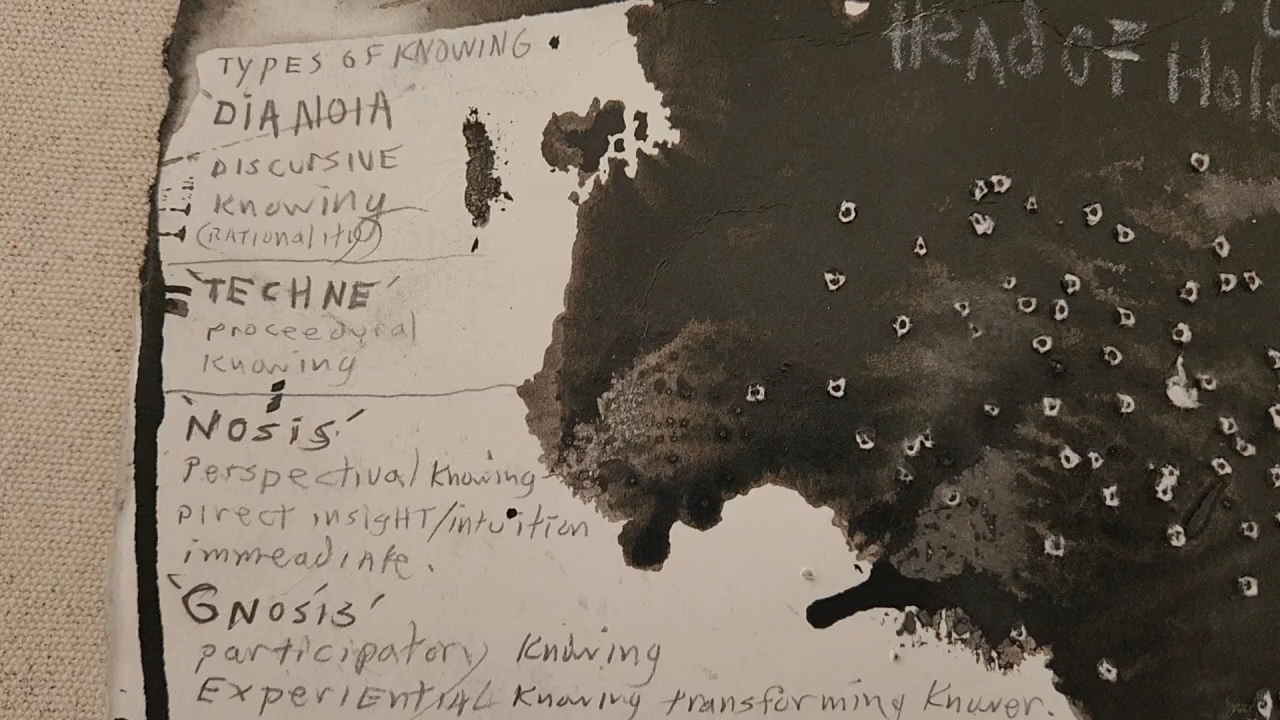 TYPES OF KNOWING
'DIANOIA'
DISCURSIVE
Knowing
(RATIONALITY)
'TECHNE'
proceedural
Knowing
'NOSIS'
Perspectival Knowing
DIrect insigHT/intuition
immeadiAte.
'GNOSIS'
participatory Knowing
ExperIENtIAL Knowing transforming Knower.
HeAd OF